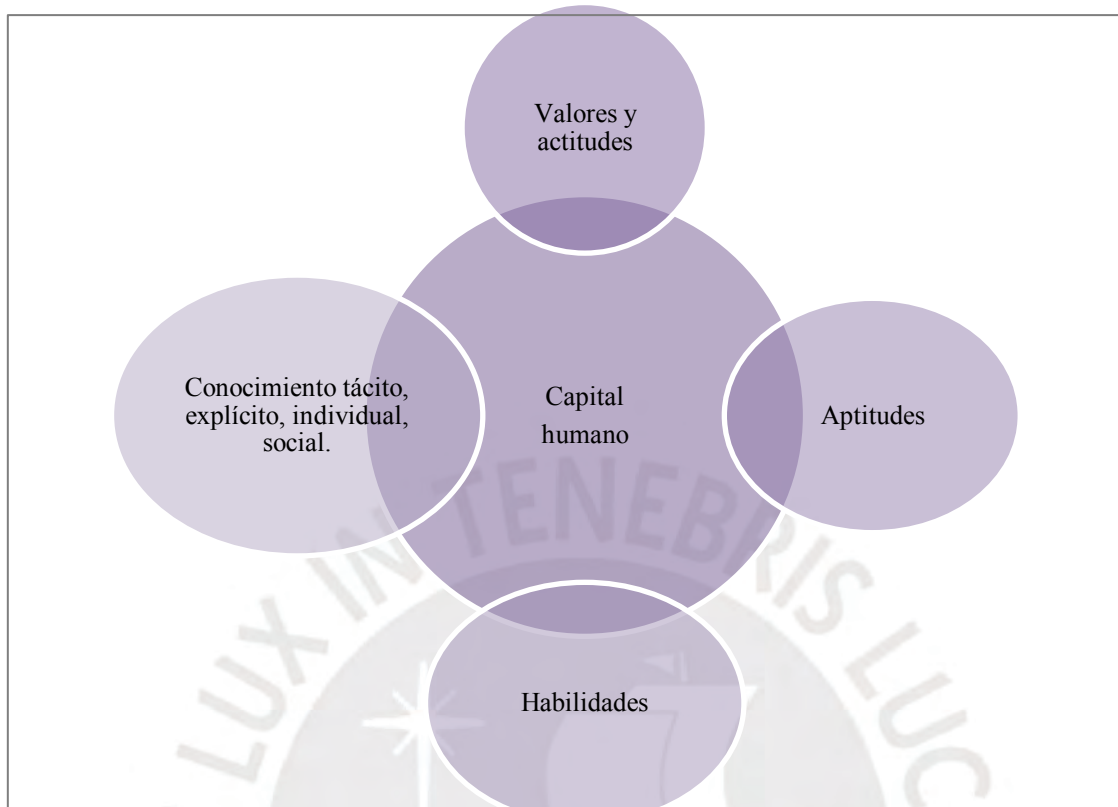 Valores y
actitudes
Conocimiento tácito,
explícito, individual,
social.
Capital
humano
Aptitudes
Habilidades
LUX IN TENEBRIS LUC